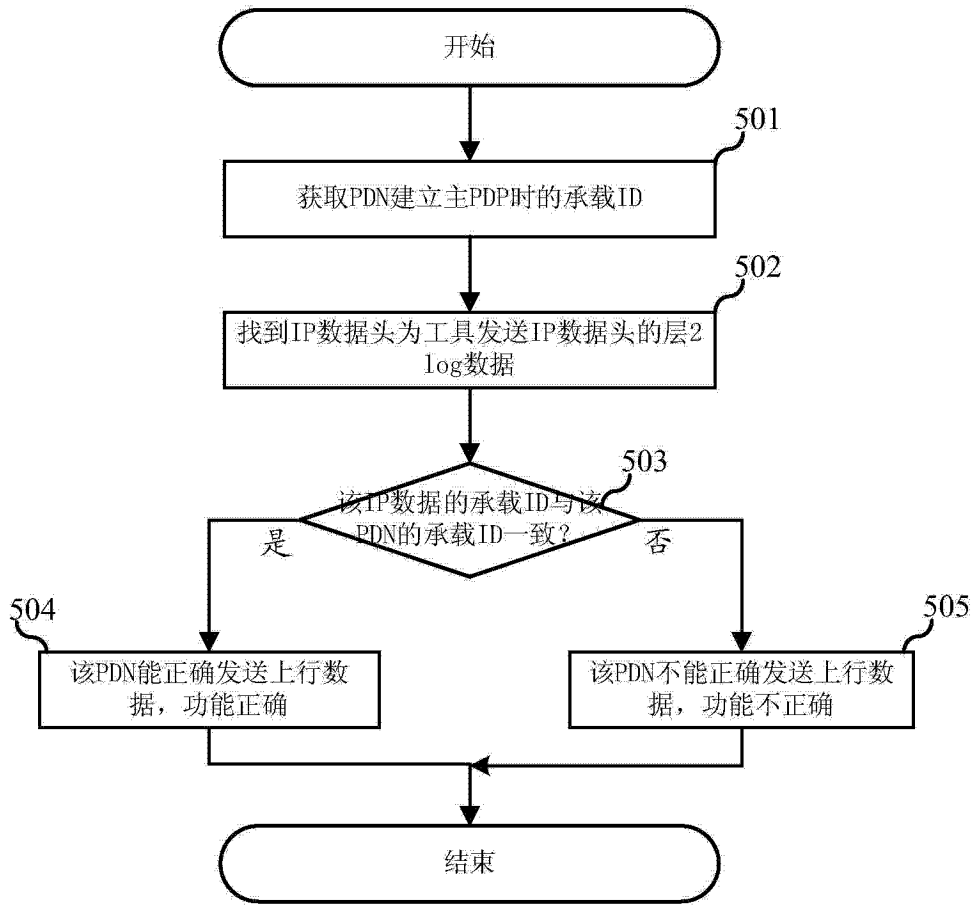 开始
501
获取PDN建立主PDP时的承载ID
502
找到IP数据头为工具发送IP数据头的层2
log数据
503
该IP数据的承载ID与该
PDN的承载ID一致？
是
否
504
505
该PDN能正确发送上行数
据，功能正确
该PDN不能正确发送上行数
据，功能不正确
结束